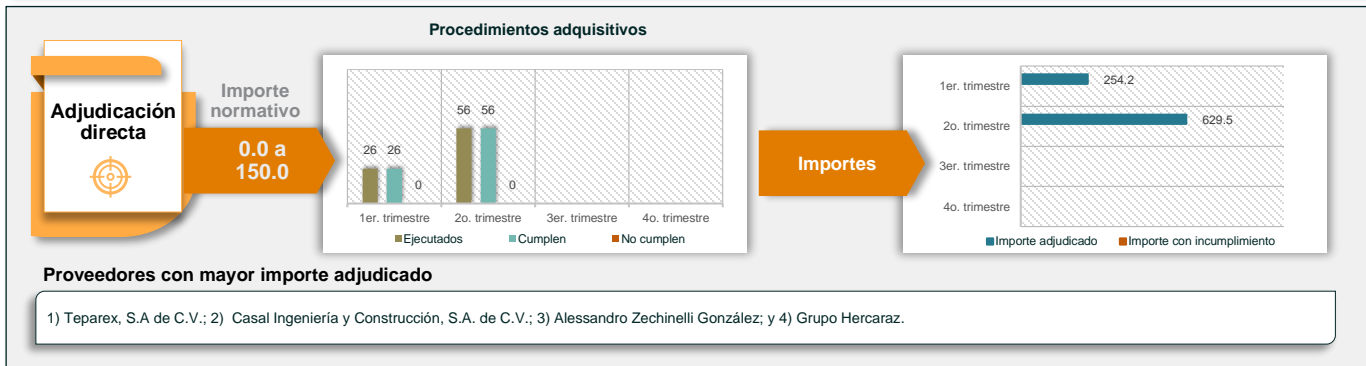 Procedimientos adquisitivos
Adjudicación
directa
Importe
normativo
0.0 a
150.0
26 26
0
56 56
0
1er. trimestre 2o. trimestre 3er. trimestre 4o. trimestre
Ejecutados Cumplen No cumplen
Importes
1er. trimestre 254.2
2o. trimestre 629.5
3er. trimestre
4o. trimestre
Importe adjudicado Importe con incumplimiento
Proveedores con mayor importe adjudicado
1) Teparex, S.A de C.V.; 2) Casal Ingeniería y Construcción, S.A. de C.V.; 3) Alessandro Zechinelli González; y 4) Grupo Hercaraz.